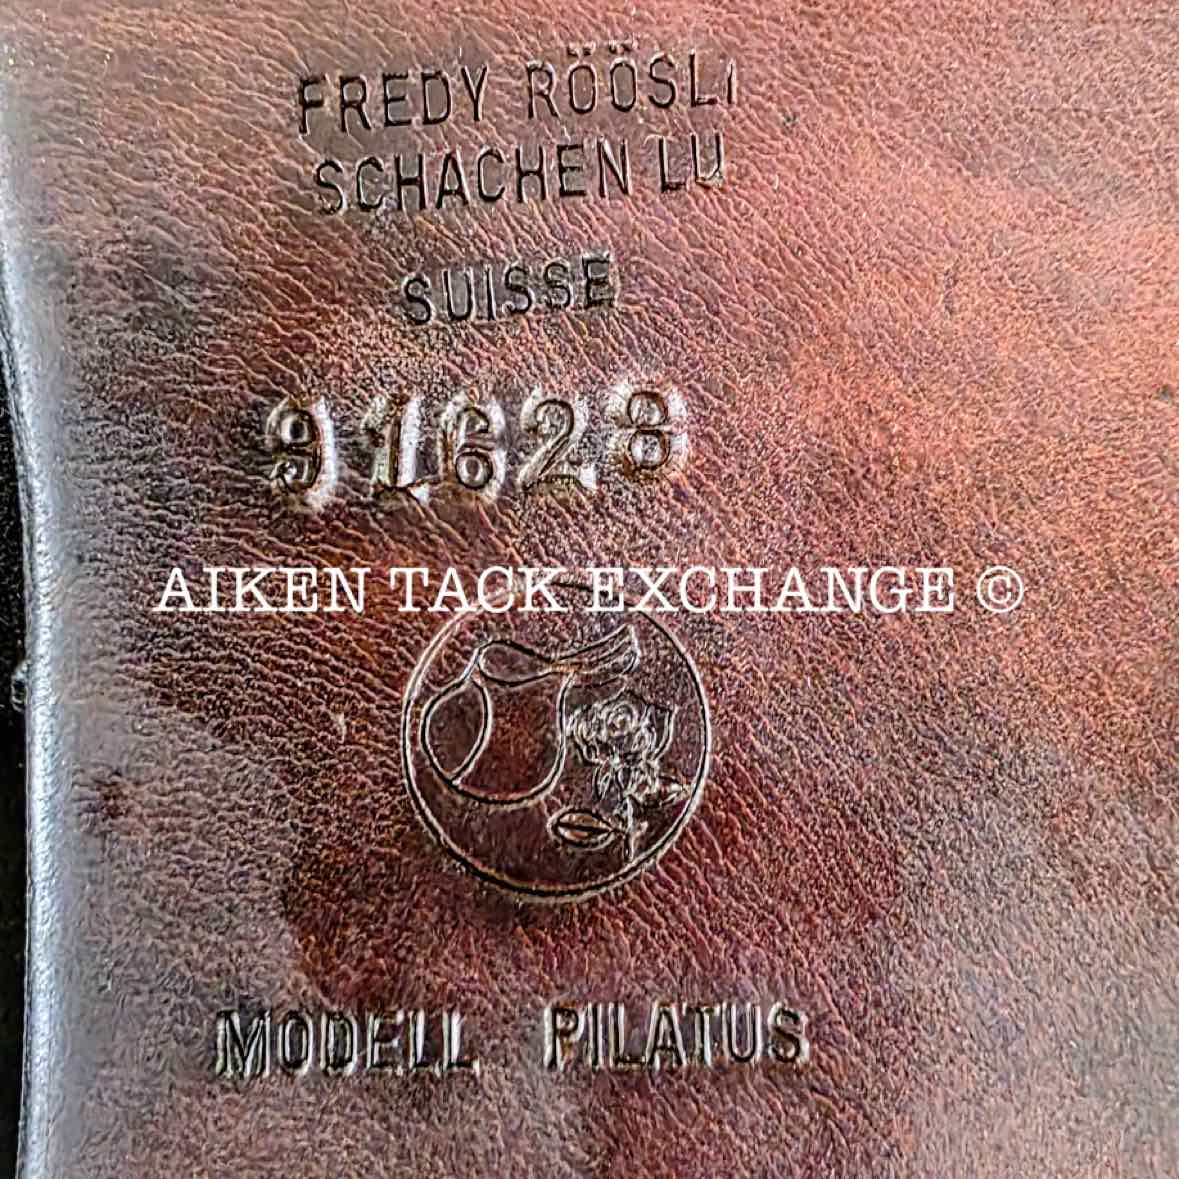 FREDY RÖÖSLI
SCHACHEN LU
SUISSE
91628
AIKEN TACK EXCHANGE ©
MODELL PILATUS